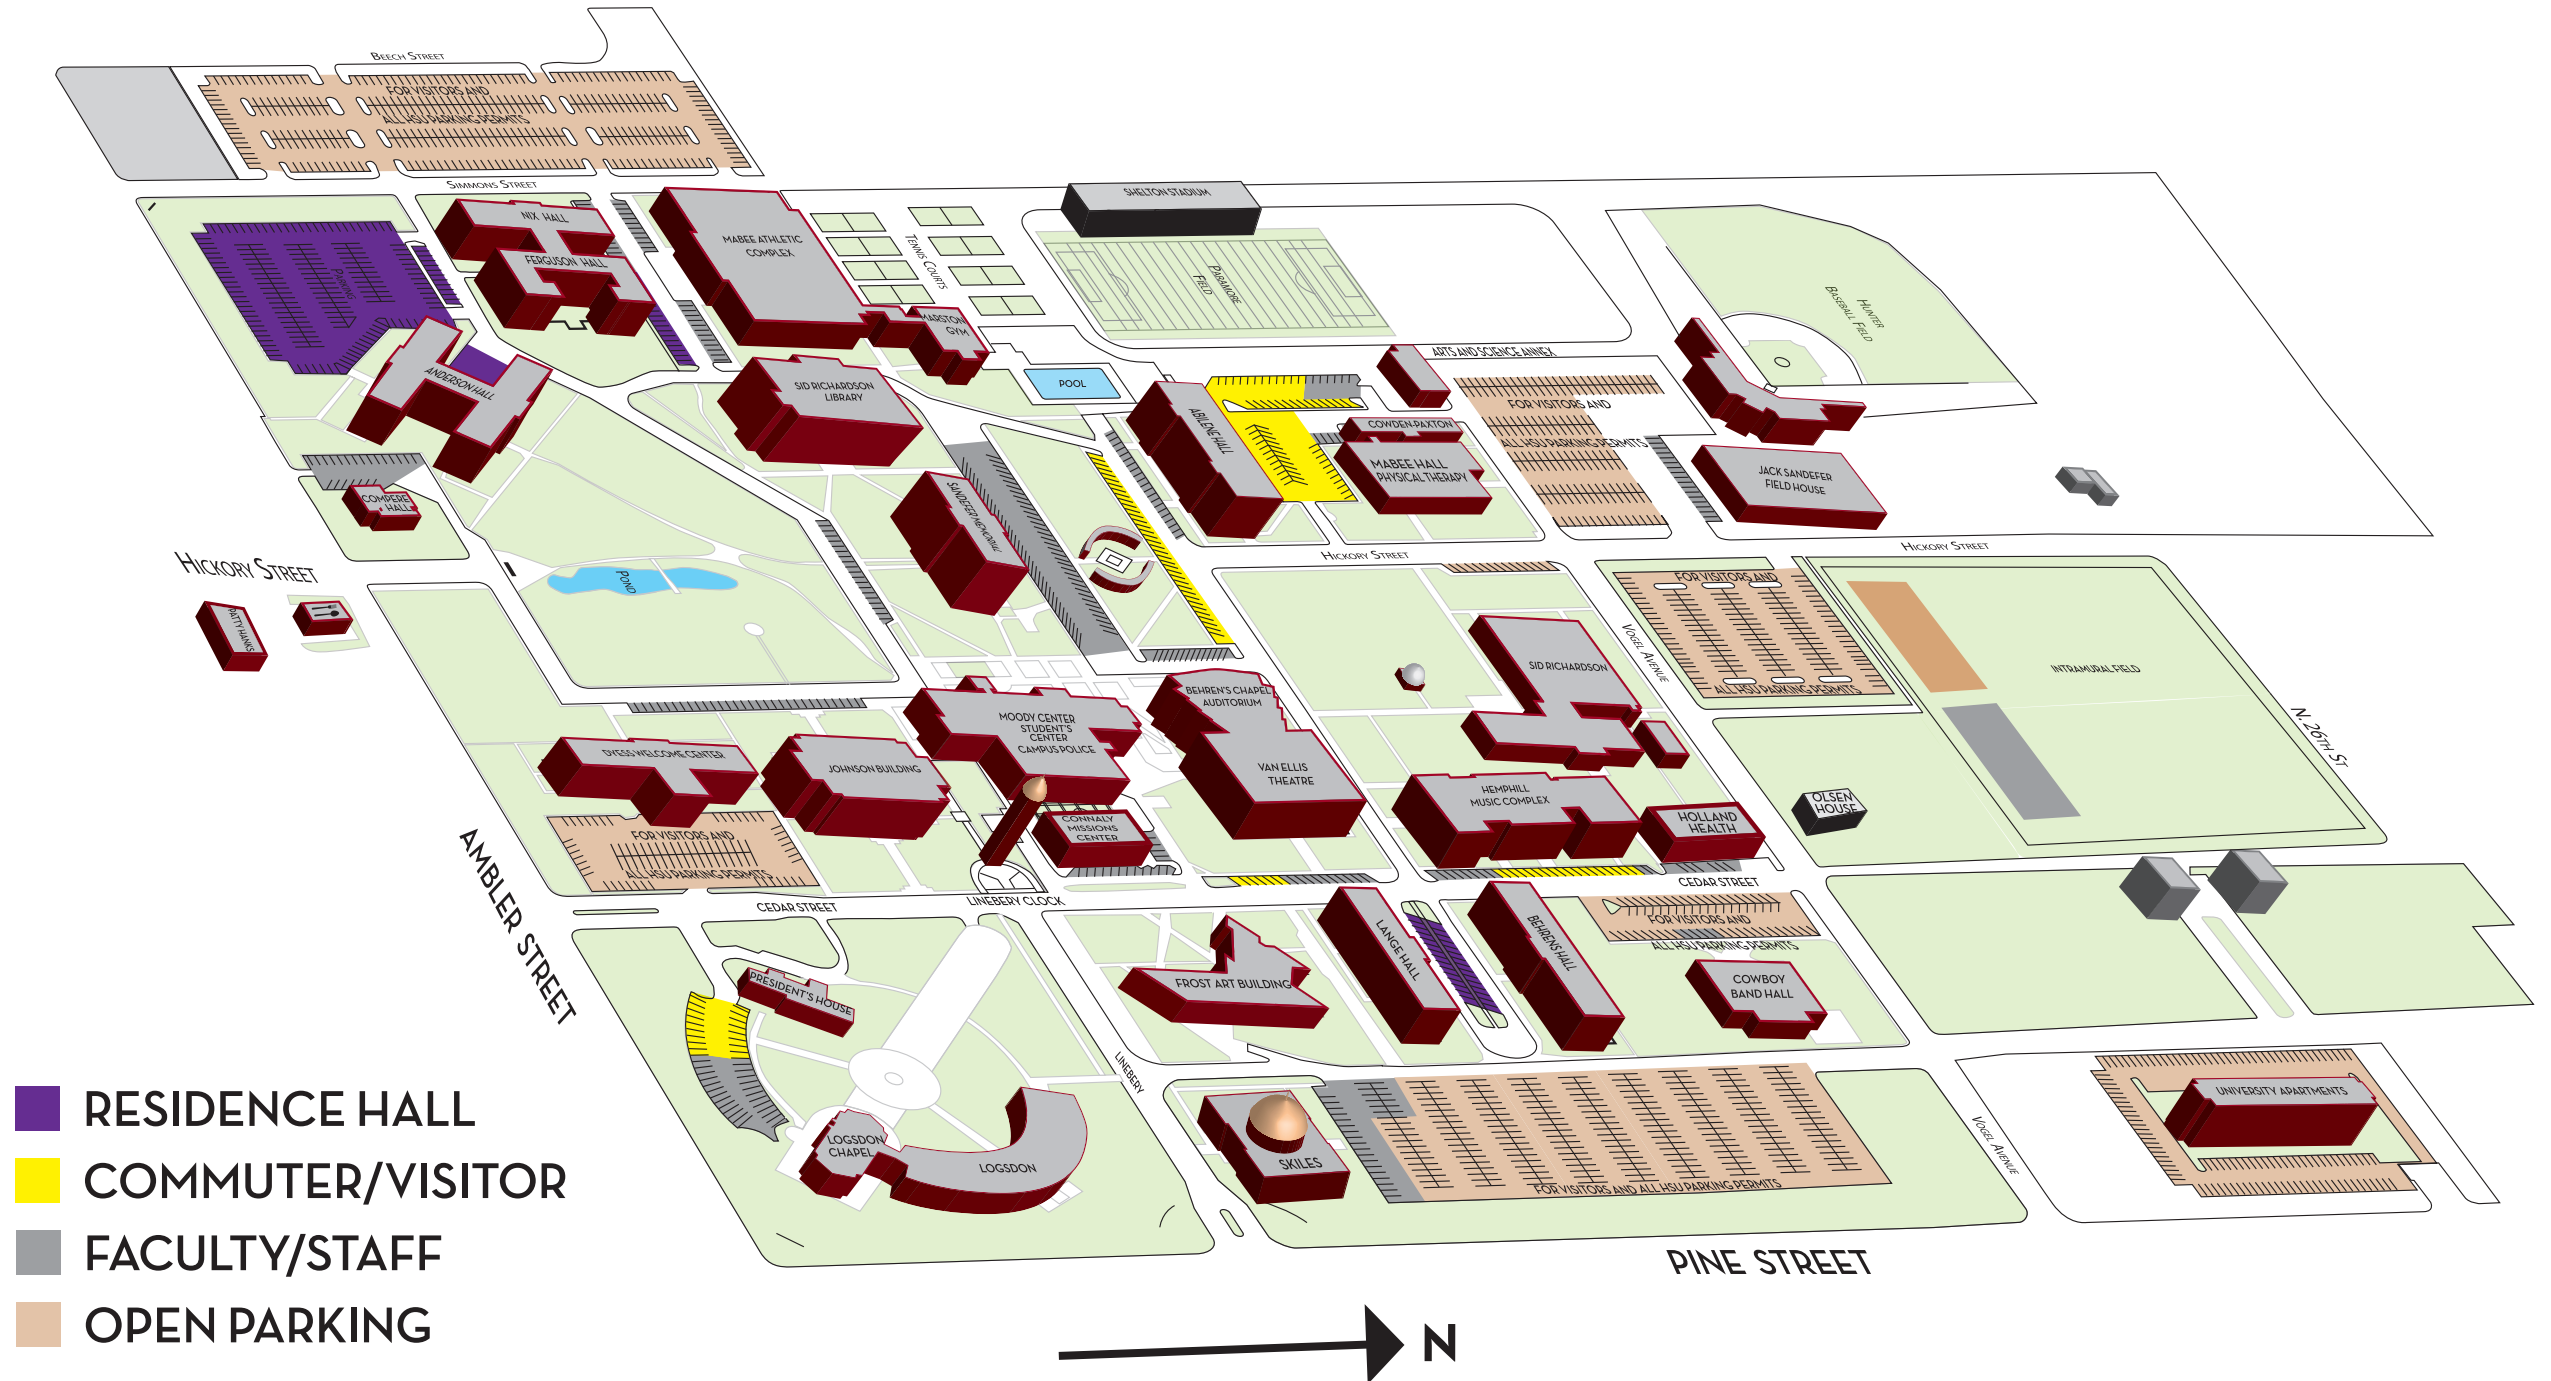 BEECH STREET
FOR VISITORS AND
ALL HSU PARKING PERMITS
SIMMONS STREET
NIX HALL
FERGUSON HALL
PARKING
ANDERSON HALL
MABEE ATHLETIC
COMPLEX
TENNIS COURTS
MARSTON
GYM
SHELTON STADIUM
PARAMORE
FIELD
HUNTER
BASEBALL FIELD
SID RICHARDSON
LIBRARY
POOL
ARTS AND SCIENCE ANNEX
ABILENE HALL
COWDEN-PAXTON
MABEE HALL
PHYSICAL THERAPY
FOR VISITORS AND
ALL HSU PARKING PERMITS
JACK SANDEFER
FIELD HOUSE
COMPERE
HALL
SANDEFER MEMORIAL
HICKORY STREET
HICKORY STREET
HICKORY STREET
PATTY HANKS
POND
FOR VISITORS AND
ALL HSU PARKING PERMITS
VOGEL AVENUE
INTRAMURAL FIELD
N. 26TH ST
SID RICHARDSON
BEHREN'S CHAPEL
AUDITORIUM
VAN ELLIS
THEATRE
MOODY CENTER
STUDENT'S
CENTER
CAMPUS POLICE
DYESS WELCOME CENTER
JOHNSON BUILDING
HEMPHILL
MUSIC COMPLEX
HOLLAND
HEALTH
OLSEN
HOUSE
CONNALY
MISSIONS
CENTER
FOR VISITORS AND
ALL HSU PARKING PERMITS
AMBLER STREET
CEDAR STREET
LINEBERY CLOCK
CEDAR STREET
FOR VISITORS AND
ALL HSU PARKING PERMITS
LANGE HALL
BEHRENS HALL
FROST ART BUILDING
COWBOY
BAND HALL
PRESIDENT'S HOUSE
LINEBERY
LOGSDON
CHAPEL
LOGSDON
SKILES
FOR VISITORS AND ALL HSU PARKING PERMITS
VOGEL AVENUE
UNIVERSITY APARTMENTS
PINE STREET
RESIDENCE HALL
COMMUTER/VISITOR
FACULTY/STAFF
OPEN PARKING
N